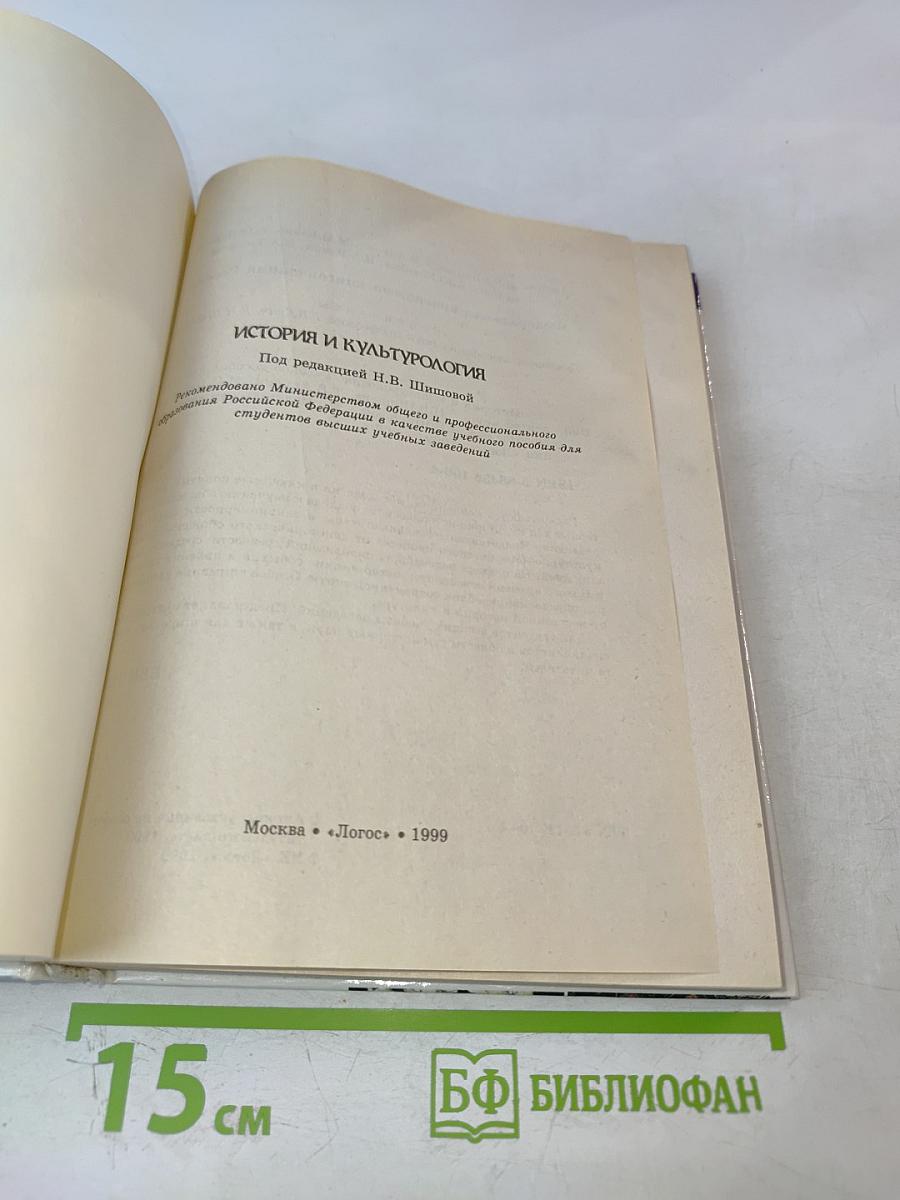 ИСТОРИЯ И КУЛЬТУРОЛОГИЯ
Под редакцией Н.В. Шишовой
Рекомендовано Министерством общего и профессионального
образования Российской Федерации в качестве учебного пособия для
студентов высших учебных заведений
Москва • «Логос» • 1999
15 см
БФ БИБЛИОФАН